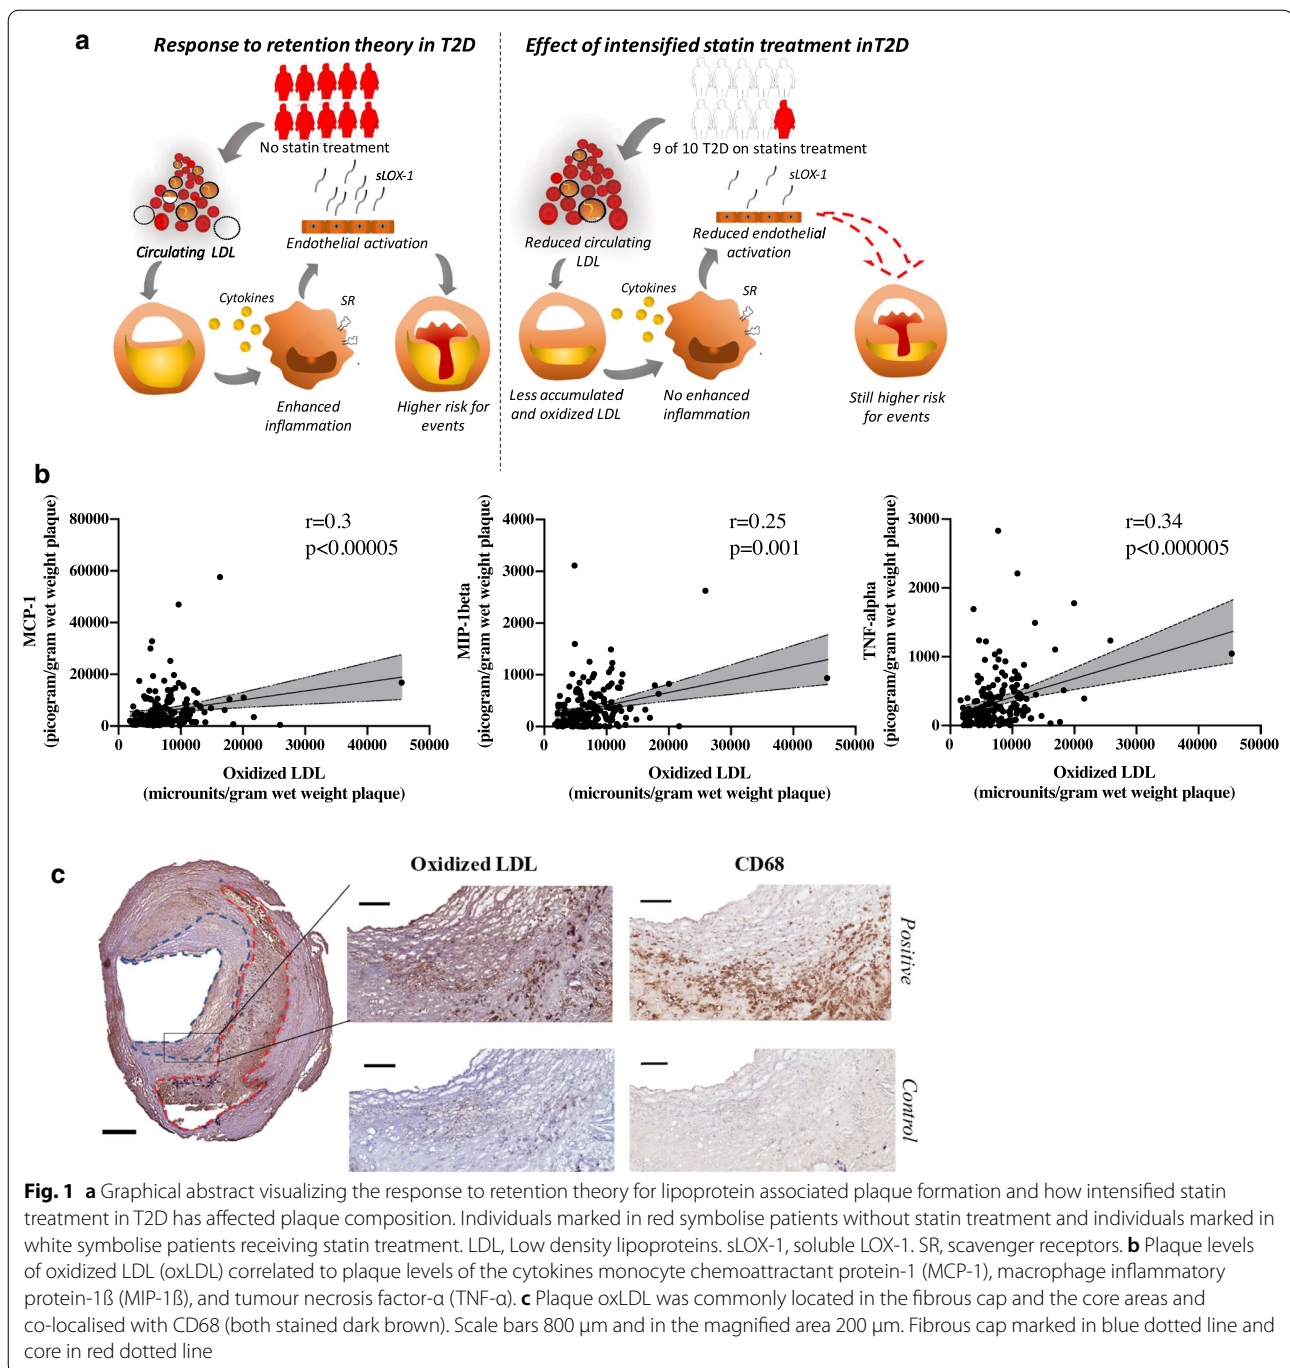 a
Response to retention theory in T2D
Effect of intensified statin treatment inT2D
No statin treatment
9 of 10 T2D on statins treatment
sLOX-1
sLOX-1
Circulating LDL
Endothelial activation
Reduced circulating
LDL
Reduced endothelial
activation
Cytokines
SR
Cytokines
SR
Enhanced
inflammation
Higher risk for
events
Less accumulated
and oxidized LDL
No enhanced
inflammation
Still higher risk
for events
b
MCP-1
(picogram/gram wet weight plaque)
80000
60000
40000
20000
0
r=0.3
p<0.00005
0 10000 20000 30000 40000 50000
Oxidized LDL
(microunits/gram wet weight plaque)
MIP-1beta
(picogram/gram wet weight plaque)
4000
3000
2000
1000
0
r=0.25
p=0.001
0 10000 20000 30000 40000 50000
Oxidized LDL
(microunits/gram wet weight plaque)
TNF-alpha
(picogram/gram wet weight plaque)
3000
2000
1000
0
r=0.34
p<0.000005
0 10000 20000 30000 40000 50000
Oxidized LDL
(microunits/gram wet weight plaque)
c
Oxidized LDL
CD68
Positive
Control
Fig. 1 a Graphical abstract visualizing the response to retention theory for lipoprotein associated plaque formation and how intensified statin
treatment in T2D has affected plaque composition. Individuals marked in red symbolise patients without statin treatment and individuals marked in
white symbolise patients receiving statin treatment. LDL, Low density lipoproteins. sLOX-1, soluble LOX-1. SR, scavenger receptors. b Plaque levels
of oxidized LDL (oxLDL) correlated to plaque levels of the cytokines monocyte chemoattractant protein-1 (MCP-1), macrophage inflammatory
protein-1ß (MIP-1ß), and tumour necrosis factor-α (TNF-α). c Plaque oxLDL was commonly located in the fibrous cap and the core areas and
co-localised with CD68 (both stained dark brown). Scale bars 800 µm and in the magnified area 200 µm. Fibrous cap marked in blue dotted line and
core in red dotted line